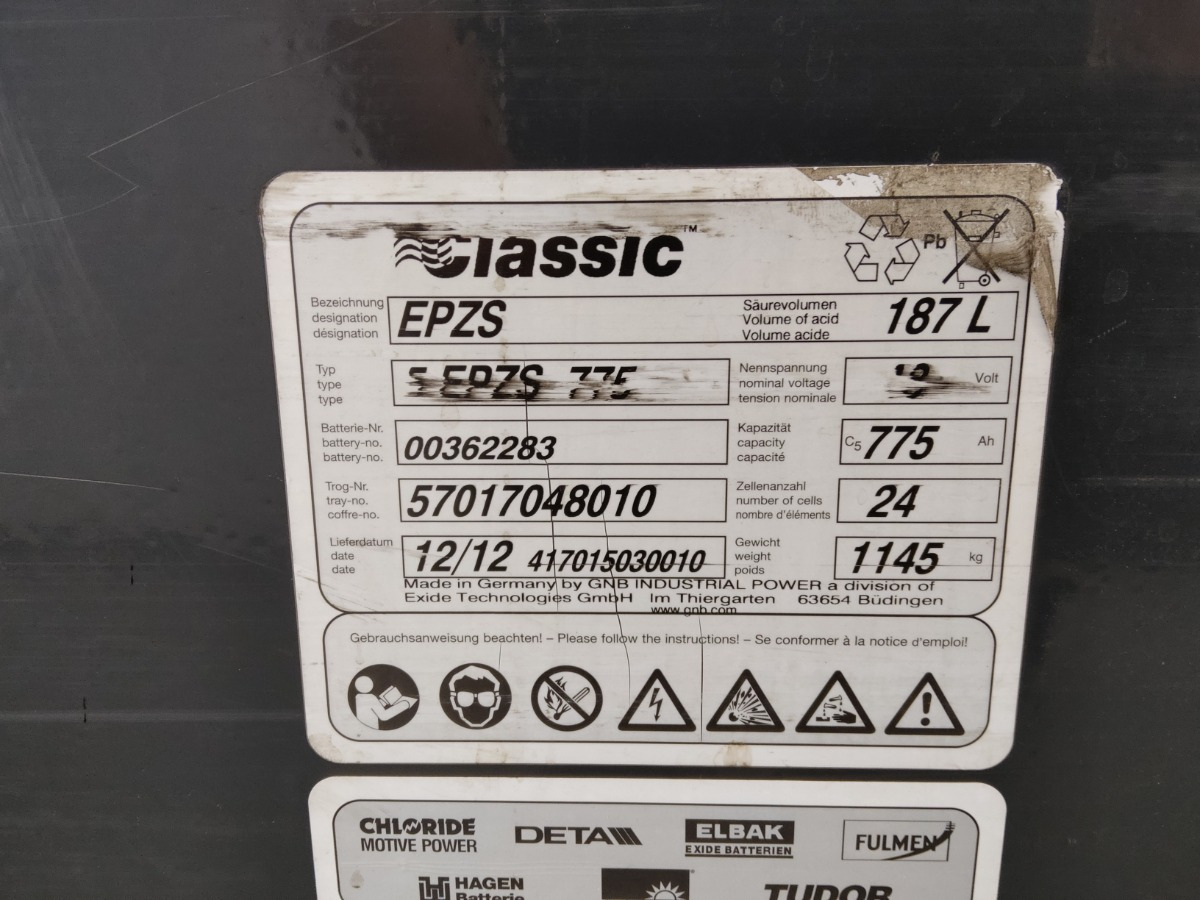 Classic™
Pb
Bezeichnung
designation
désignation
EPZS
Säurevolumen
Volume of acid
Volume acide
187 L
Typ
type
type
5 EPZS 775
Nennspannung
nominal voltage
tension nominale
Volt
Batterie-Nr.
battery-no.
battery-no.
00362283
Kapazität
capacity
capacité
C5 775 Ah
Trog-Nr.
tray-no.
coffre-no.
57017048010
Zellenanzahl
number of cells
nombre d'éléments
24
Lieferdatum
date
date
12/12 417015030010
Gewicht
weight
poids
1145 kg
Made in Germany by GNB INDUSTRIAL POWER a division of
Exide Technologies GmbH Im Thiergarten 63654 Büdingen
www.gnb.com
Gebrauchsanweisung beachten! – Please follow the instructions! – Se conformer à la notice d'emploi!
CHLORIDE
MOTIVE POWER
DETA
ELBAK
EXIDE BATTERIEN
FULMEN
HAGEN
Batterie
TUDOR